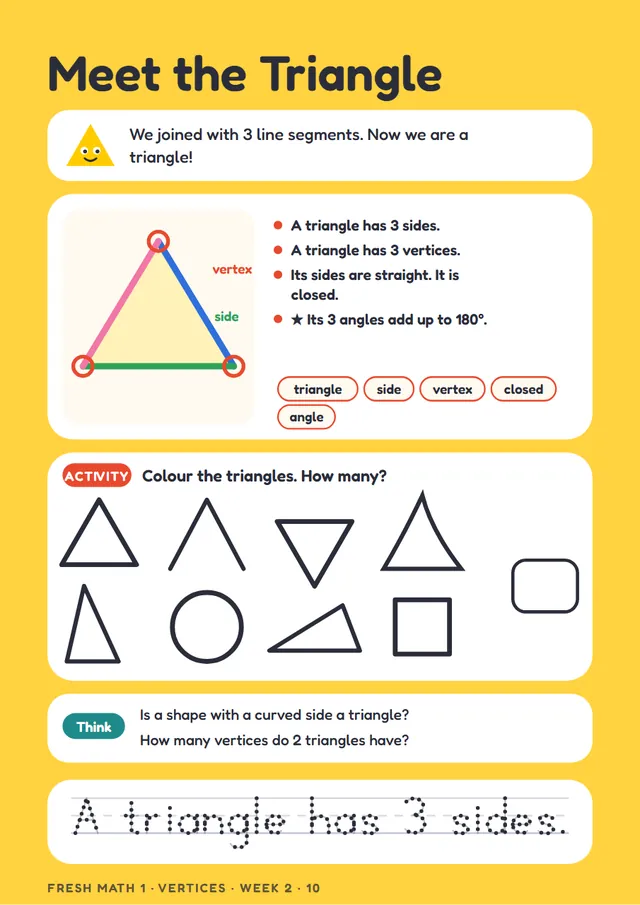 Meet the Triangle
We joined with 3 line segments. Now we are a
triangle!
vertex
side
A triangle has 3 sides.
A triangle has 3 vertices.
Its sides are straight. It is
closed.
★ Its 3 angles add up to 180°.
triangle side vertex closed
angle
ACTIVITY Colour the triangles. How many?
Think
Is a shape with a curved side a triangle?
How many vertices do 2 triangles have?
A triangle has 3 sides.
FRESH MATH 1 · VERTICES · WEEK 2 · 10